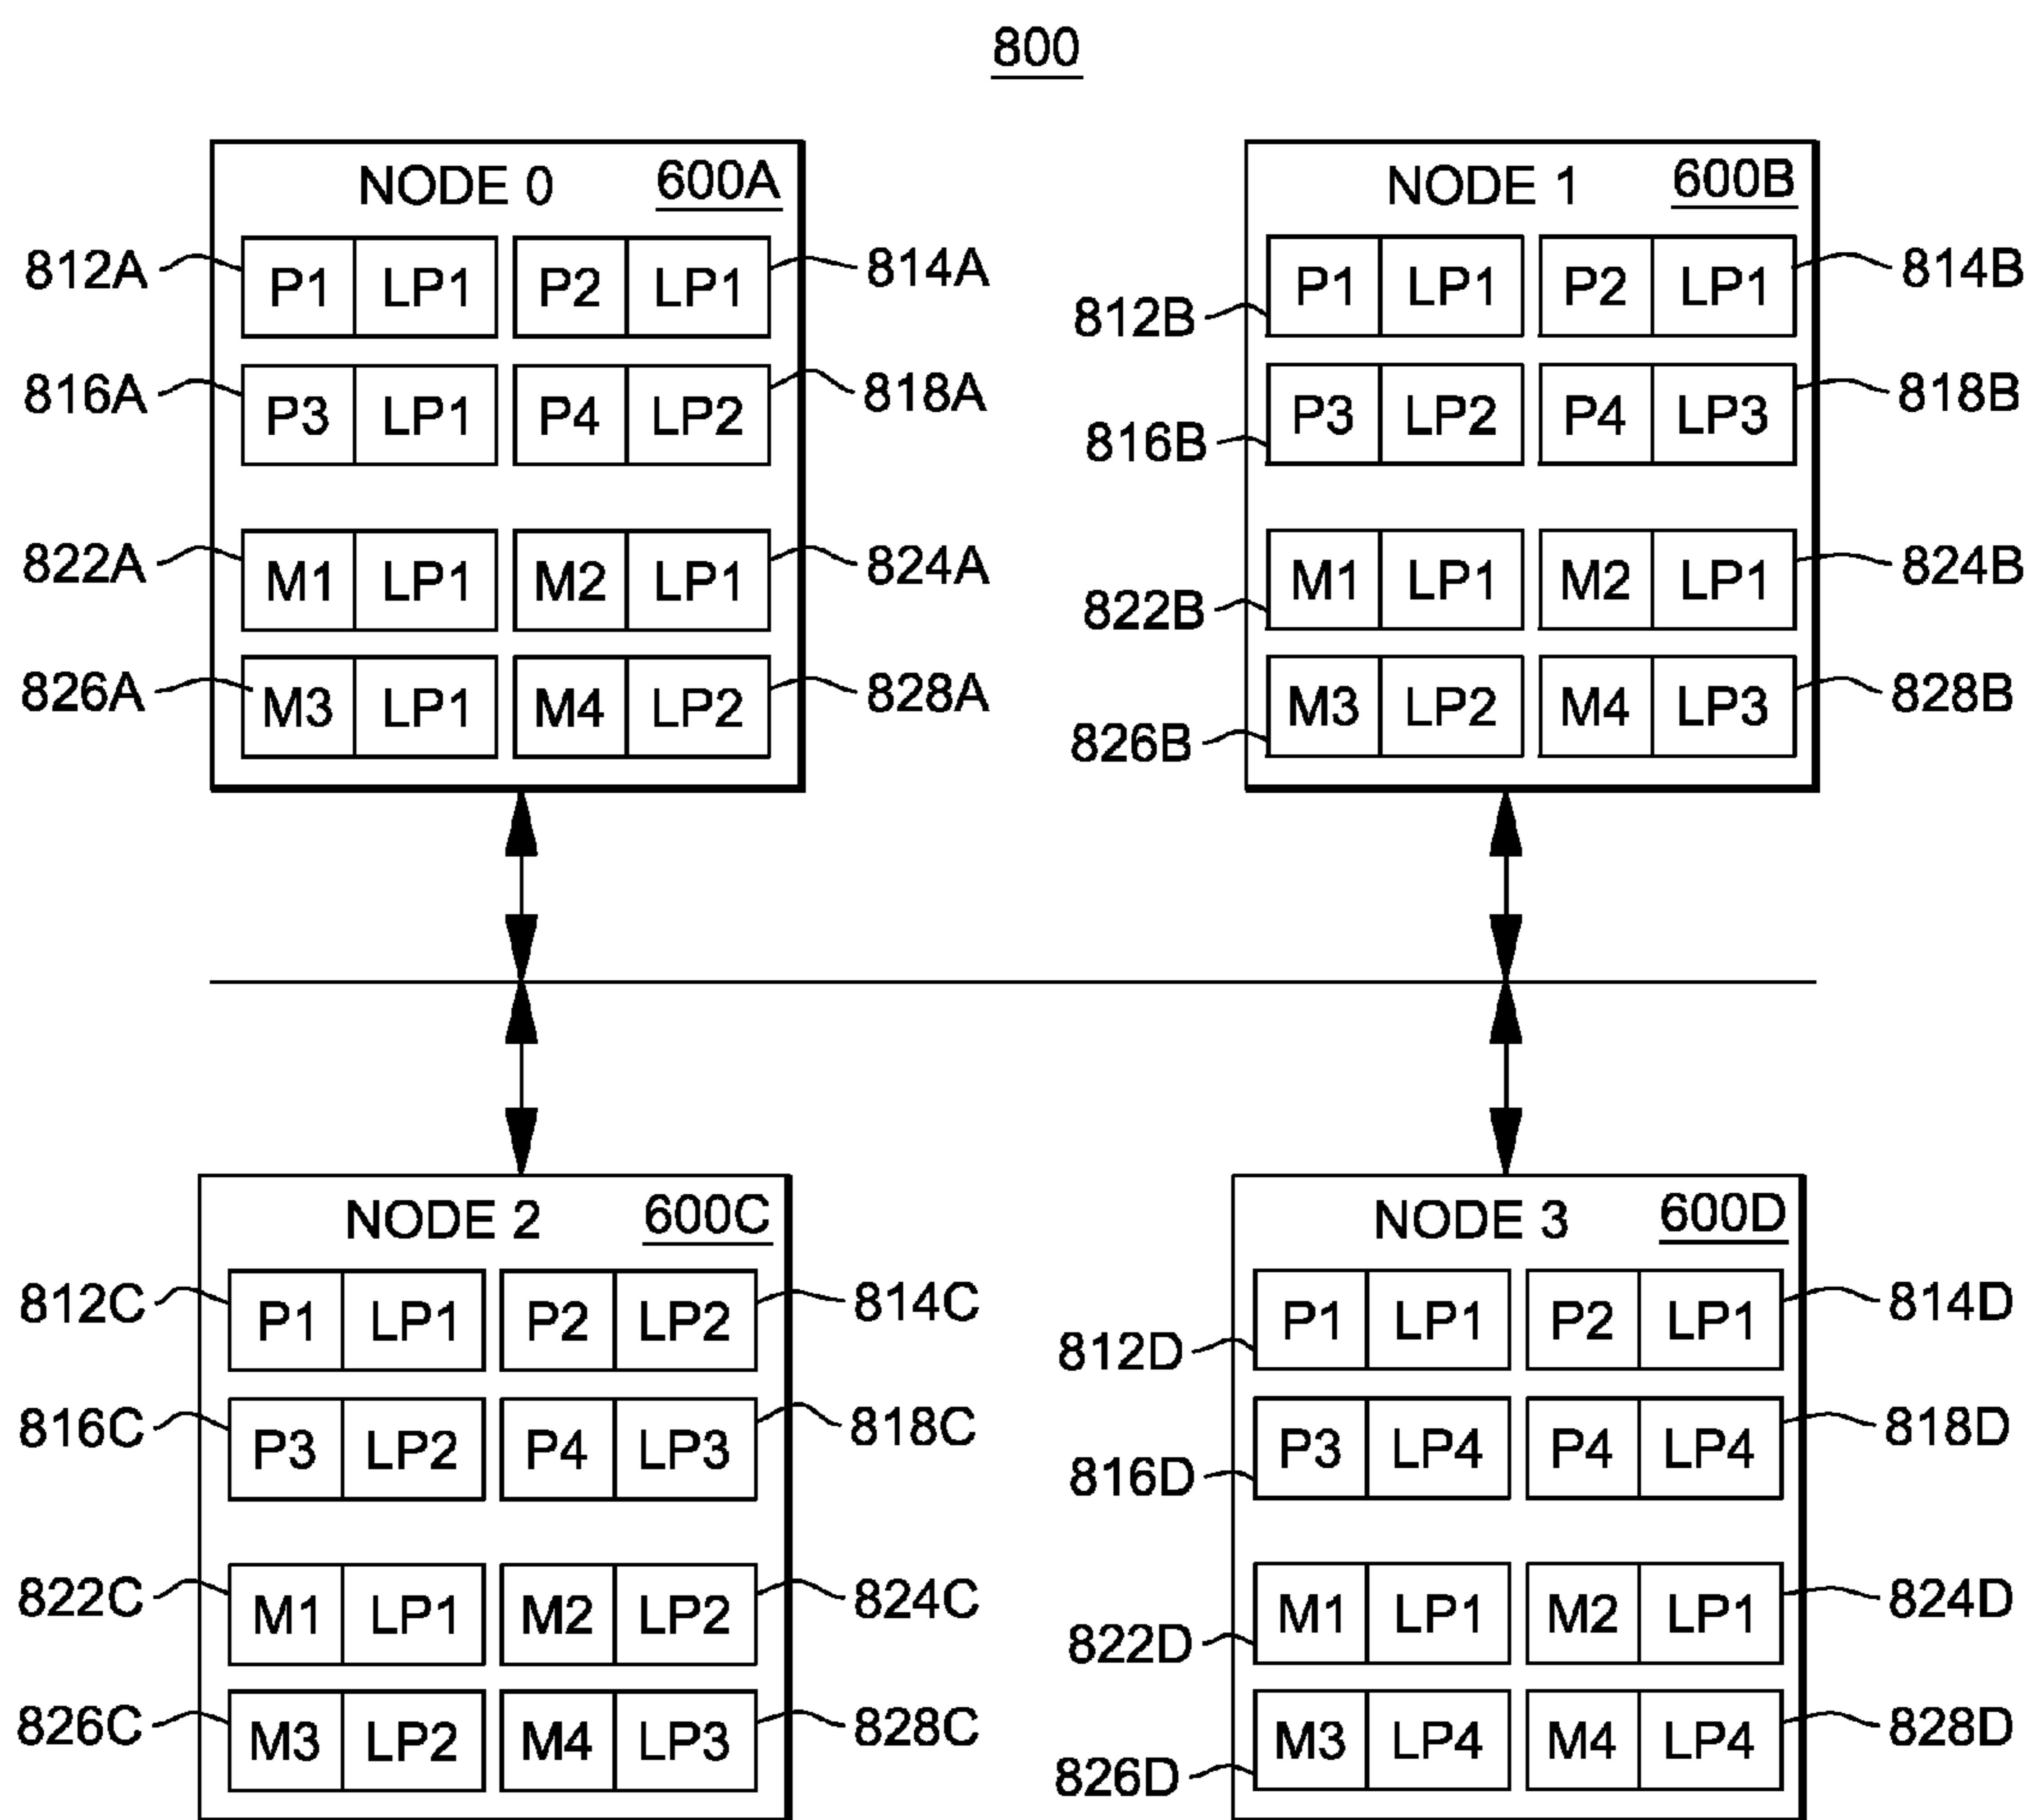 800
NODE 0 600A
812A P1 LP1 P2 LP1 814A
816A P3 LP1 P4 LP2 818A
822A M1 LP1 M2 LP1 824A
826A M3 LP1 M4 LP2 828A
NODE 1 600B
812B P1 LP1 P2 LP1 814B
816B P3 LP2 P4 LP3 818B
822B M1 LP1 M2 LP1 824B
826B M3 LP2 M4 LP3 828B
NODE 2 600C
812C P1 LP1 P2 LP2 814C
816C P3 LP2 P4 LP3 818C
822C M1 LP1 M2 LP2 824C
826C M3 LP2 M4 LP3 828C
NODE 3 600D
812D P1 LP1 P2 LP1 814D
816D P3 LP4 P4 LP4 818D
822D M1 LP1 M2 LP1 824D
826D M3 LP4 M4 LP4 828D